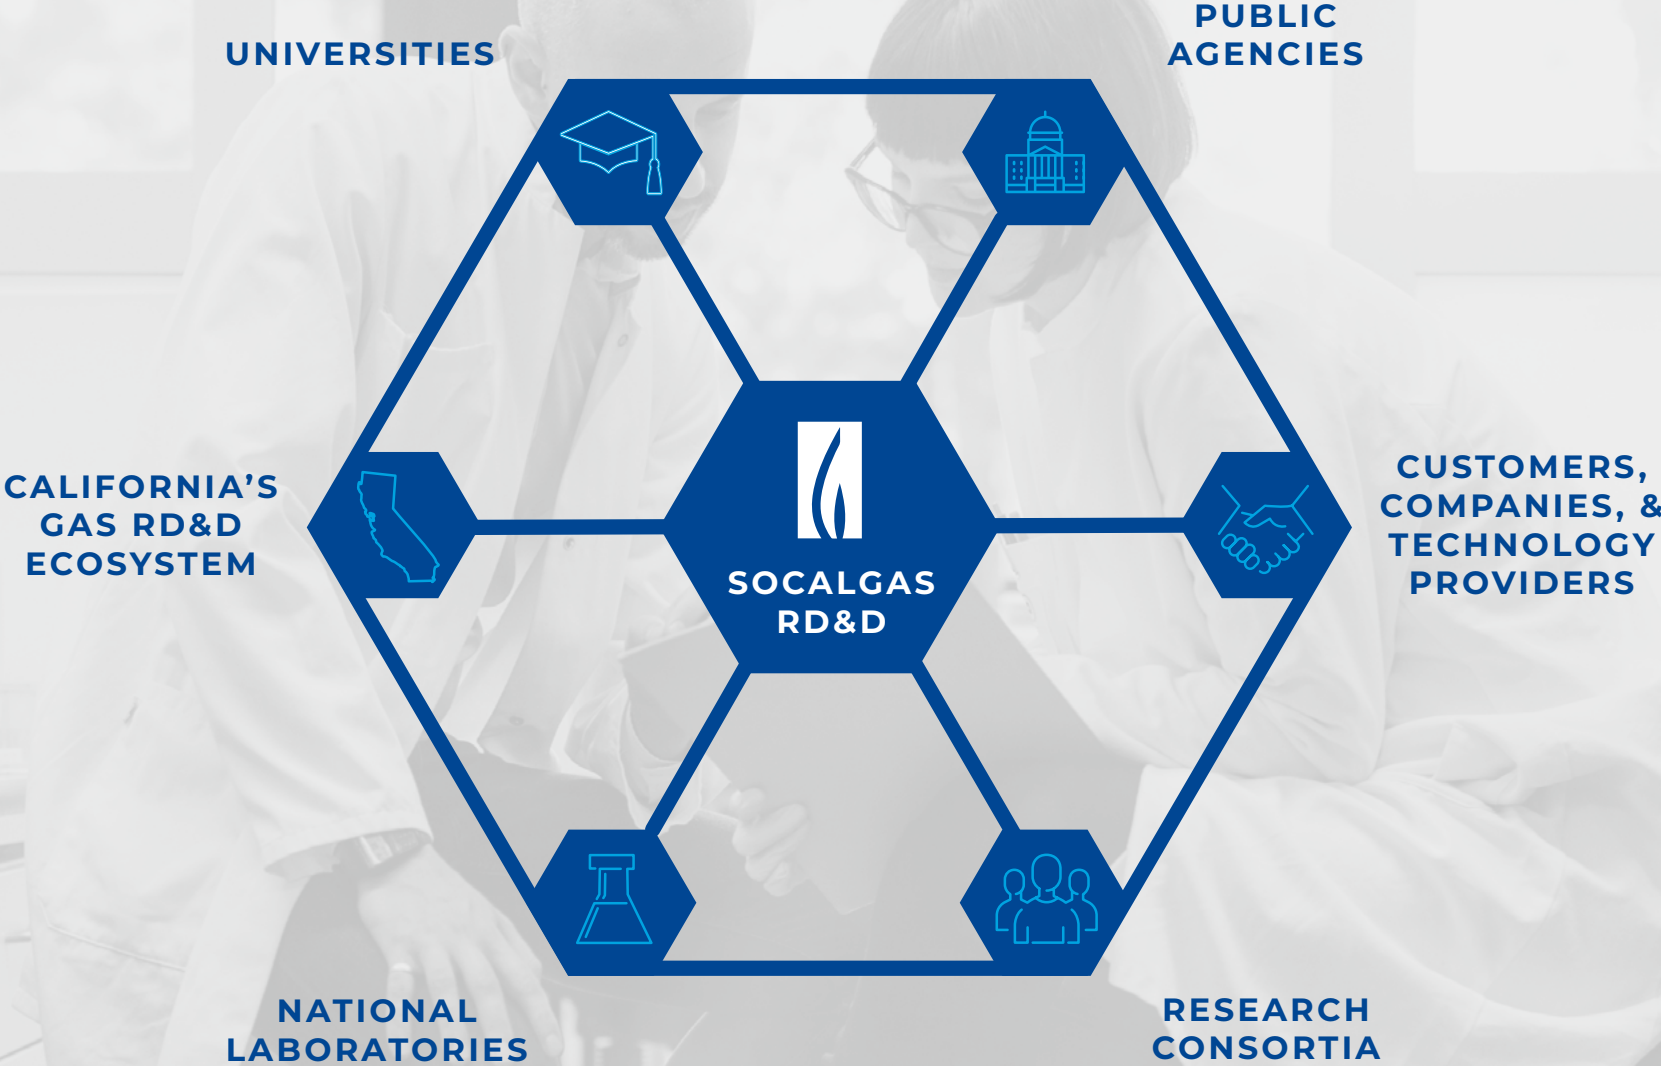 UNIVERSITIES
PUBLIC
AGENCIES
CALIFORNIA'S
GAS RD&D
ECOSYSTEM
SOCALGAS
RD&D
CUSTOMERS,
COMPANIES, &
TECHNOLOGY
PROVIDERS
NATIONAL
LABORATORIES
RESEARCH
CONSORTIA